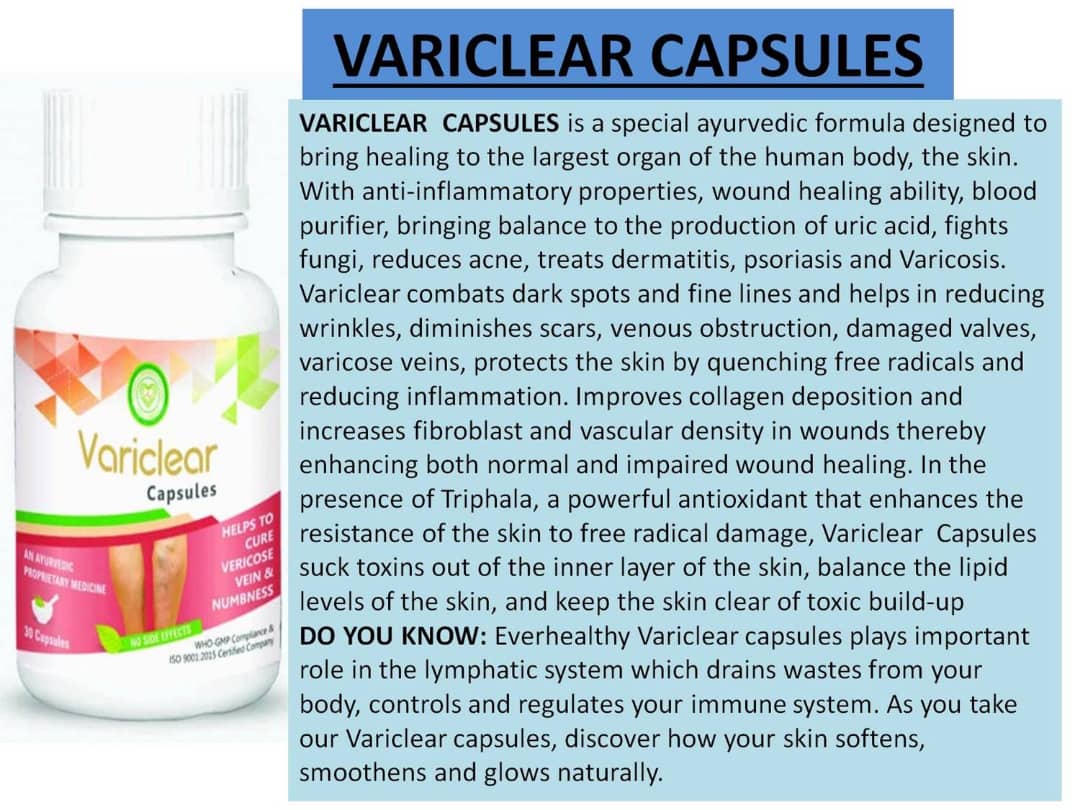 VARICLEAR CAPSULES
VARICLEAR CAPSULES is a special ayurvedic formula designed to
bring healing to the largest organ of the human body, the skin.
With anti-inflammatory properties, wound healing ability, blood
purifier, bringing balance to the production of uric acid, fights
fungi, reduces acne, treats dermatitis, psoriasis and Varicosis.
Variclear combats dark spots and fine lines and helps in reducing
wrinkles, diminishes scars, venous obstruction, damaged valves,
varicose veins, protects the skin by quenching free radicals and
reducing inflammation. Improves collagen deposition and
increases fibroblast and vascular density in wounds thereby
enhancing both normal and impaired wound healing. In the
presence of Triphala, a powerful antioxidant that enhances the
resistance of the skin to free radical damage, Variclear Capsules
suck toxins out of the inner layer of the skin, balance the lipid
levels of the skin, and keep the skin clear of toxic build-up
DO YOU KNOW: Everhealthy Variclear capsules plays important
role in the lymphatic system which drains wastes from your
body, controls and regulates your immune system. As you take
our Variclear capsules, discover how your skin softens,
smoothens and glows naturally.
Variclear
Capsules
HELPS TO
CURE
VERICOSE
VEIN &
NUMBNESS
AN AYURVEDIC
PROPRIETARY MEDICINE
30 Capsules
NO SIDE EFFECTS
WHO-GMP Compliance &
ISO 9001:2015 Certified Company